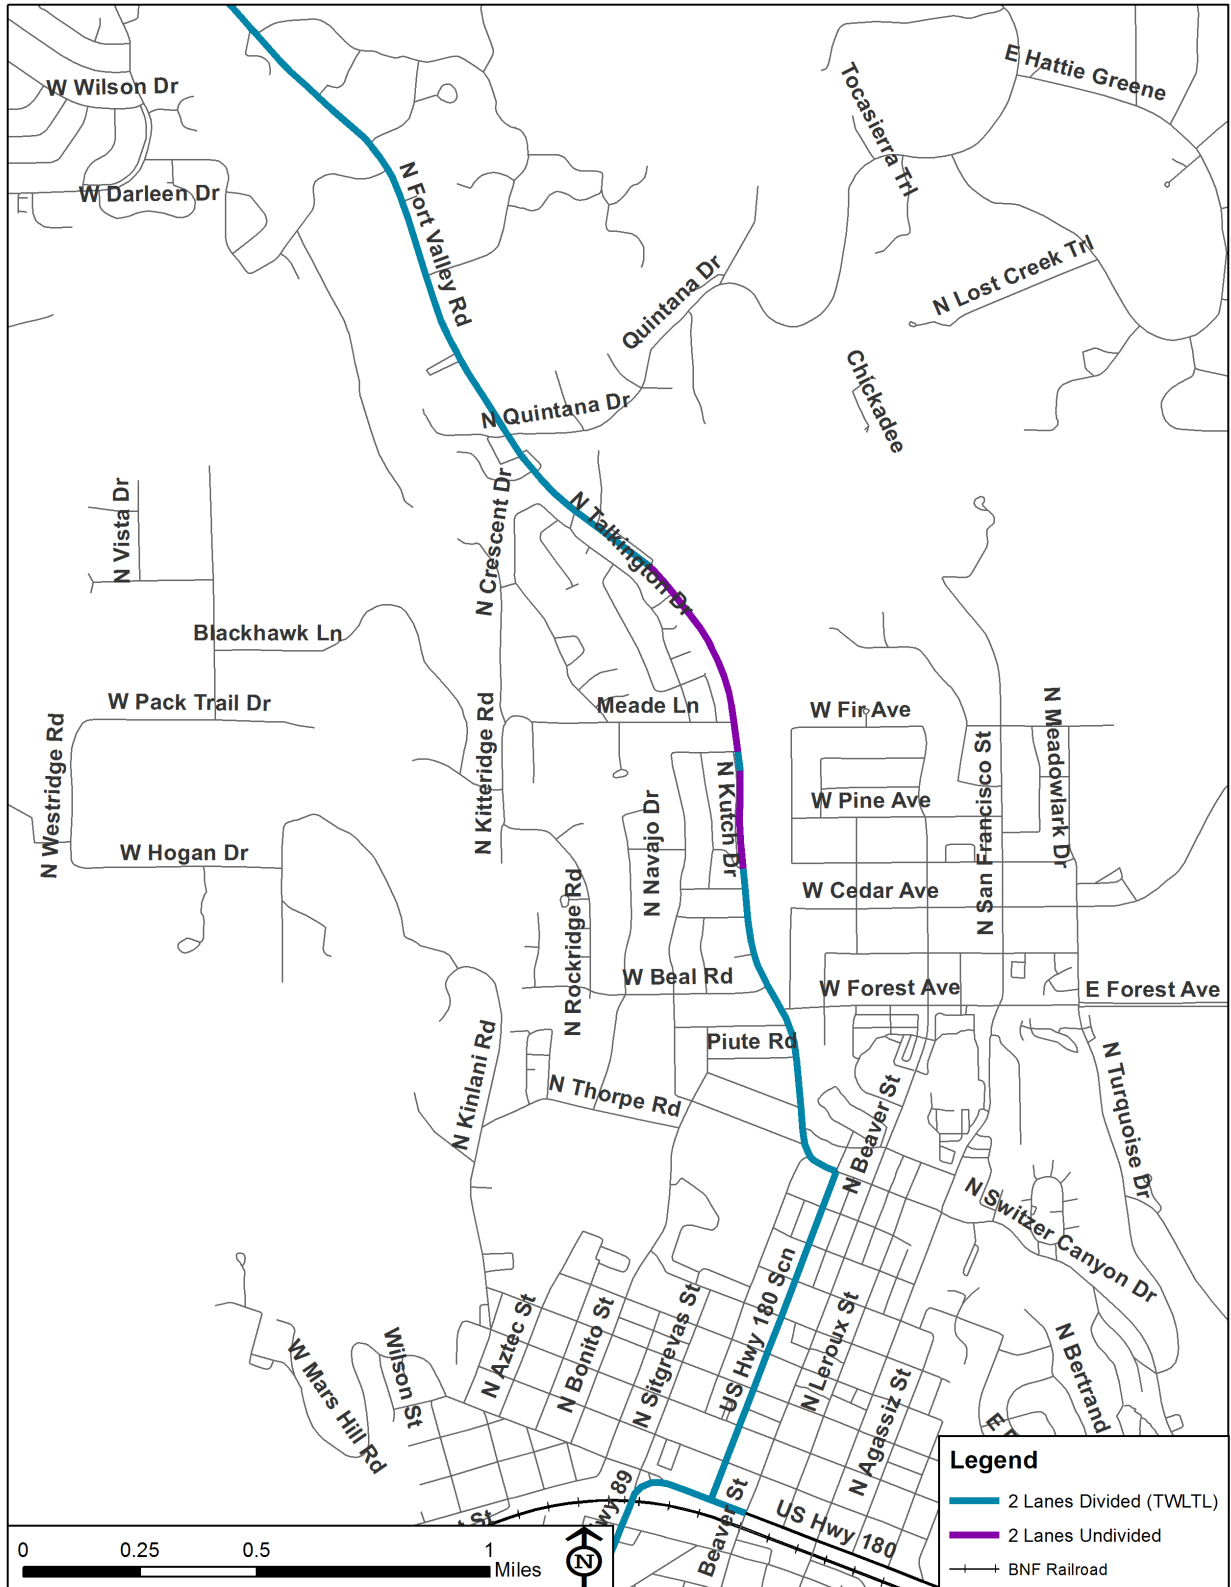 E Hattie Greene
W Wilson Dr
Tocasierra Trl
W Darleen Dr
N Fort Valley Rd
N Lost Creek Trl
Quintana Dr
Chickadee
N Quintana Dr
N Vista Dr
N Crescent Dr
N Talkington Dr
Blackhawk Ln
W Pack Trail Dr
Meade Ln
W Fir Ave
N Meadowlark Dr
N Westridge Rd
N Kitteridge Rd
N Kutch Dr
N San Francisco St
W Pine Ave
N Navajo Dr
W Hogan Dr
W Cedar Ave
N Rockridge Rd
W Beal Rd
W Forest Ave
E Forest Ave
Piute Rd
N Kinlani Rd
N Thorpe Rd
N Beaver St
N Turquoise Dr
N Switzer Canyon Dr
US Hwy 180 Scn
N Aztec St
N Bonito St
N Sitgrevas St
N Leroux St
W Mars Hill Rd
Wilson St
N Bertrand
N Agassiz St
E
wy 89
St
Beaver St
US Hwy 180
Legend
2 Lanes Divided (TWLTL)
2 Lanes Undivided
BNF Railroad
0 0.25 0.5 1
Miles
N